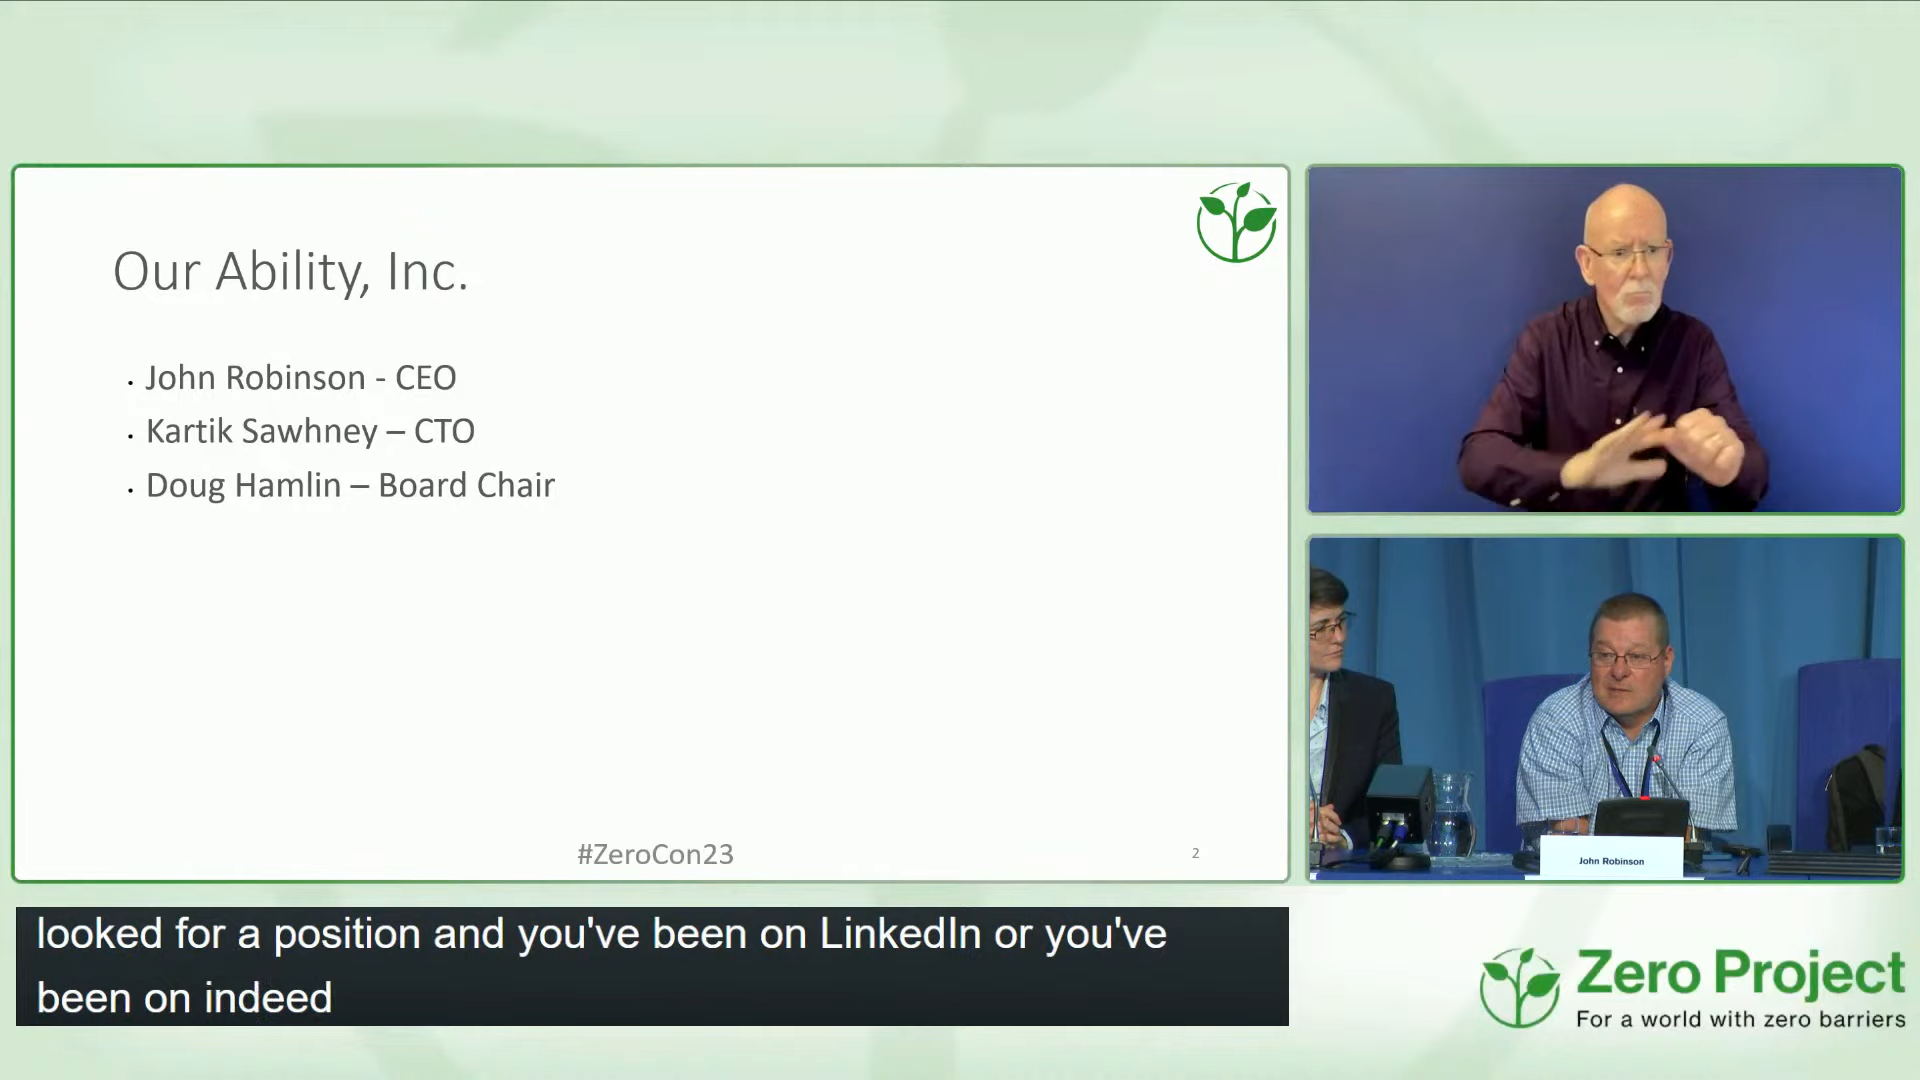 Our Ability, Inc.
• John Robinson - CEO
• Kartik Sawhney – CTO
• Doug Hamlin – Board Chair
#ZeroCon23
2
John Robinson
looked for a position and you've been on LinkedIn or you've
been on indeed
Zero Project
For a world with zero barriers